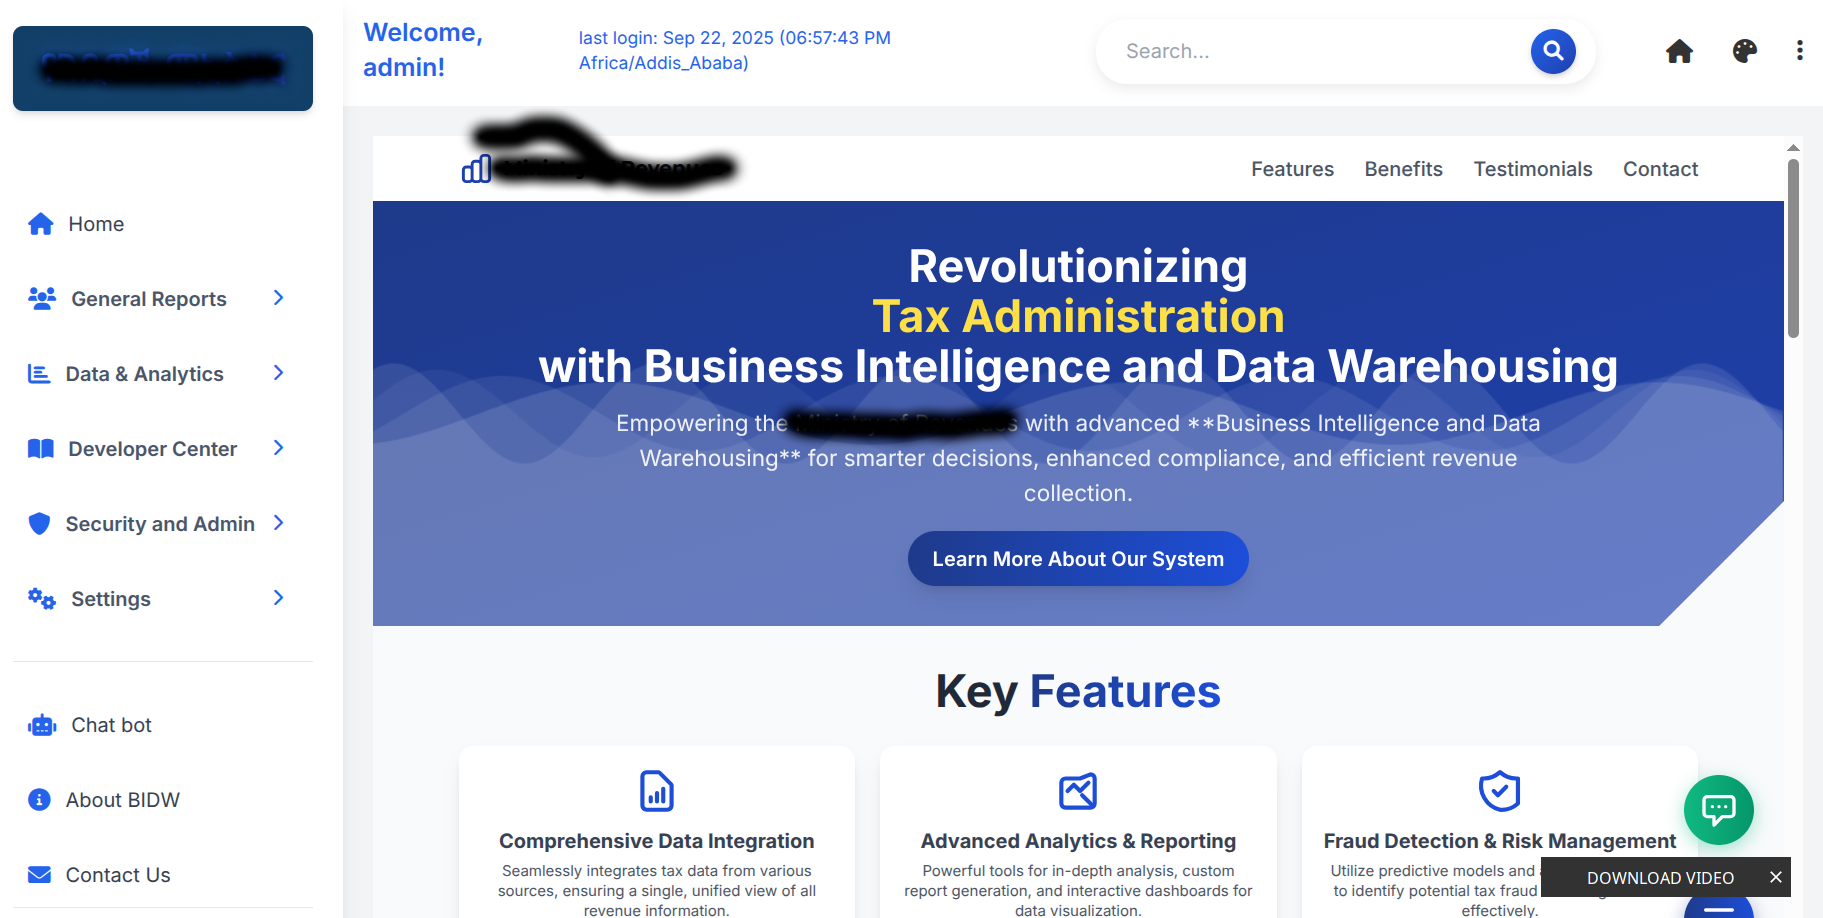 Welcome,
admin!
last login: Sep 22, 2025 (06:57:43 PM
Africa/Addis_Ababa)
Search...
Home
General Reports
Data & Analytics
Developer Center
Security and Admin
Settings
Chat bot
About BIDW
Contact Us
Features Benefits Testimonials Contact
Revolutionizing
Tax Administration
with Business Intelligence and Data Warehousing
Empowering the with advanced **Business Intelligence and Data
Warehousing** for smarter decisions, enhanced compliance, and efficient revenue
collection.
Learn More About Our System
Key Features
Comprehensive Data Integration
Seamlessly integrates tax data from various
sources, ensuring a single, unified view of all
revenue information.
Advanced Analytics & Reporting
Powerful tools for in-depth analysis, custom
report generation, and interactive dashboards for
data visualization.
Fraud Detection & Risk Management
Utilize predictive models and
to identify potential tax fraud
effectively.
DOWNLOAD VIDEO